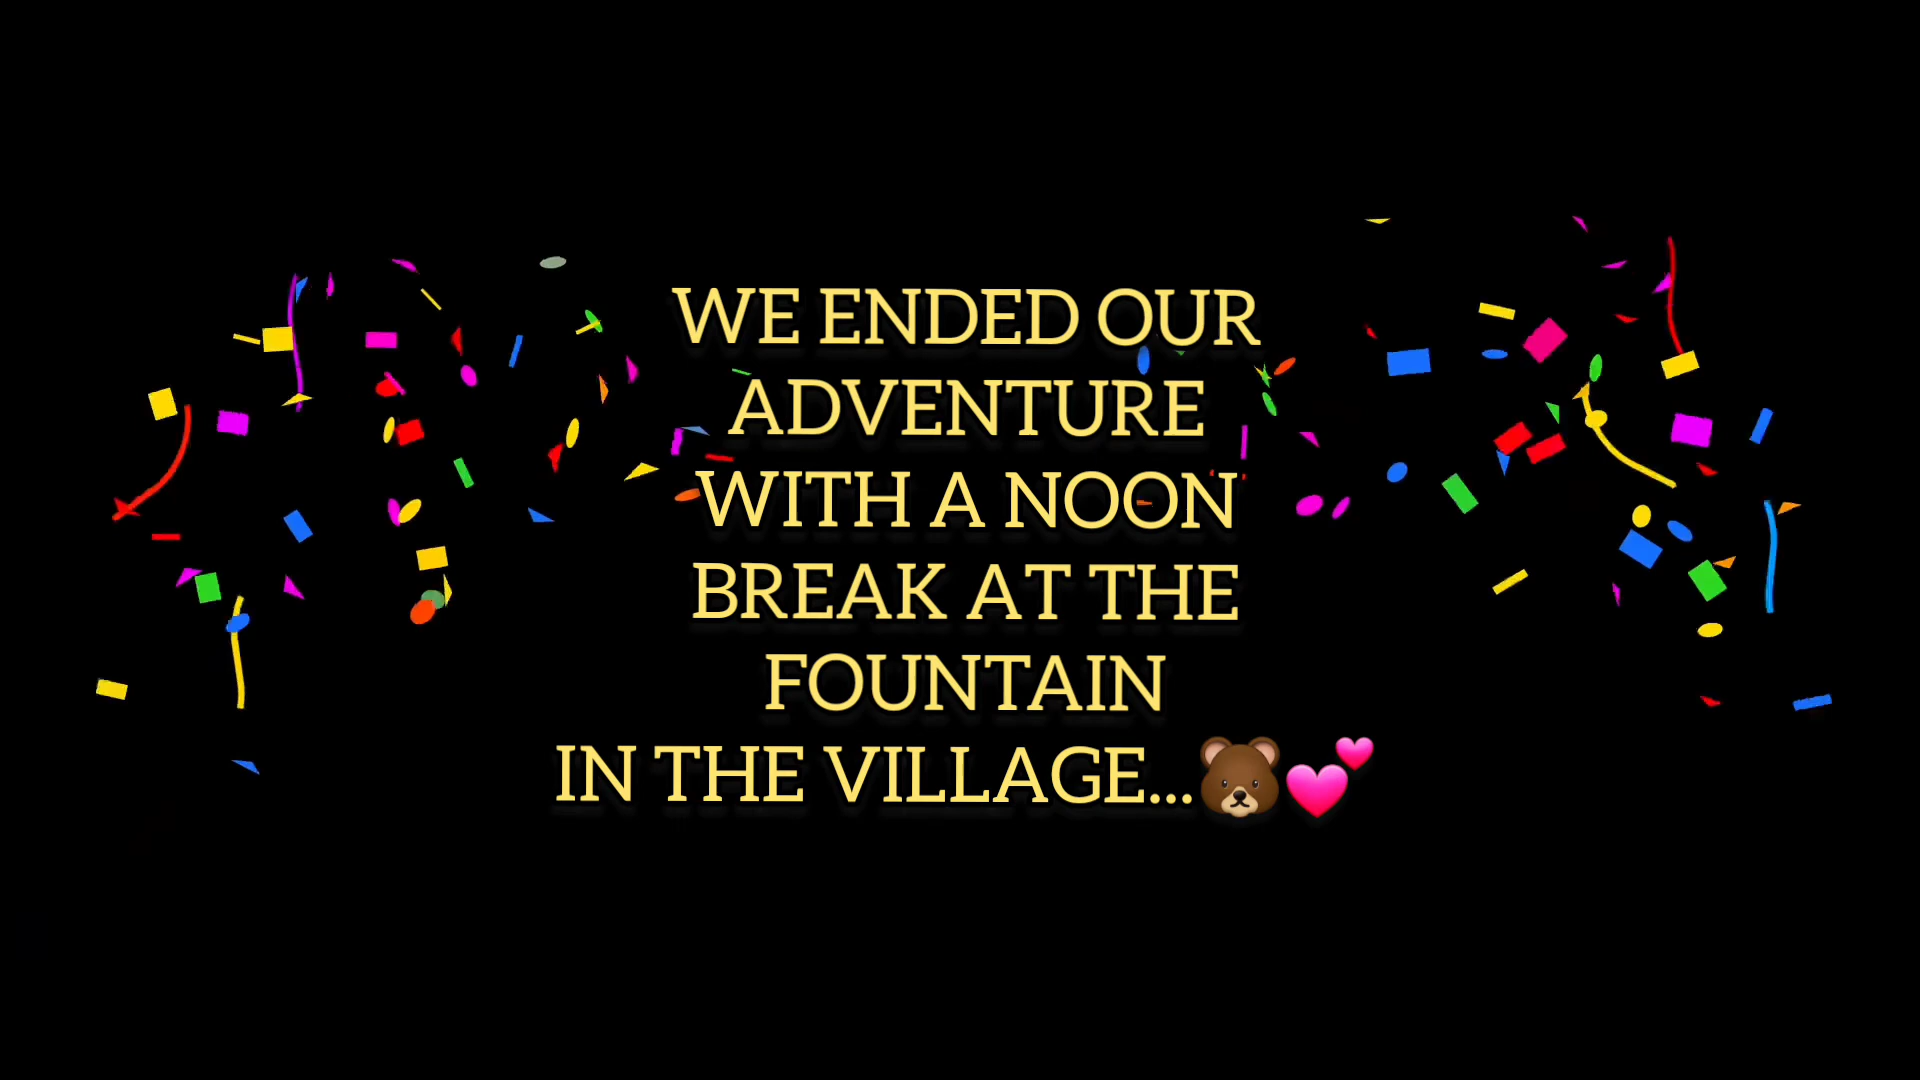 WE ENDED OUR
ADVENTURE
WITH A NOON
BREAK AT THE
FOUNTAIN
IN THE VILLAGE...🐻💕